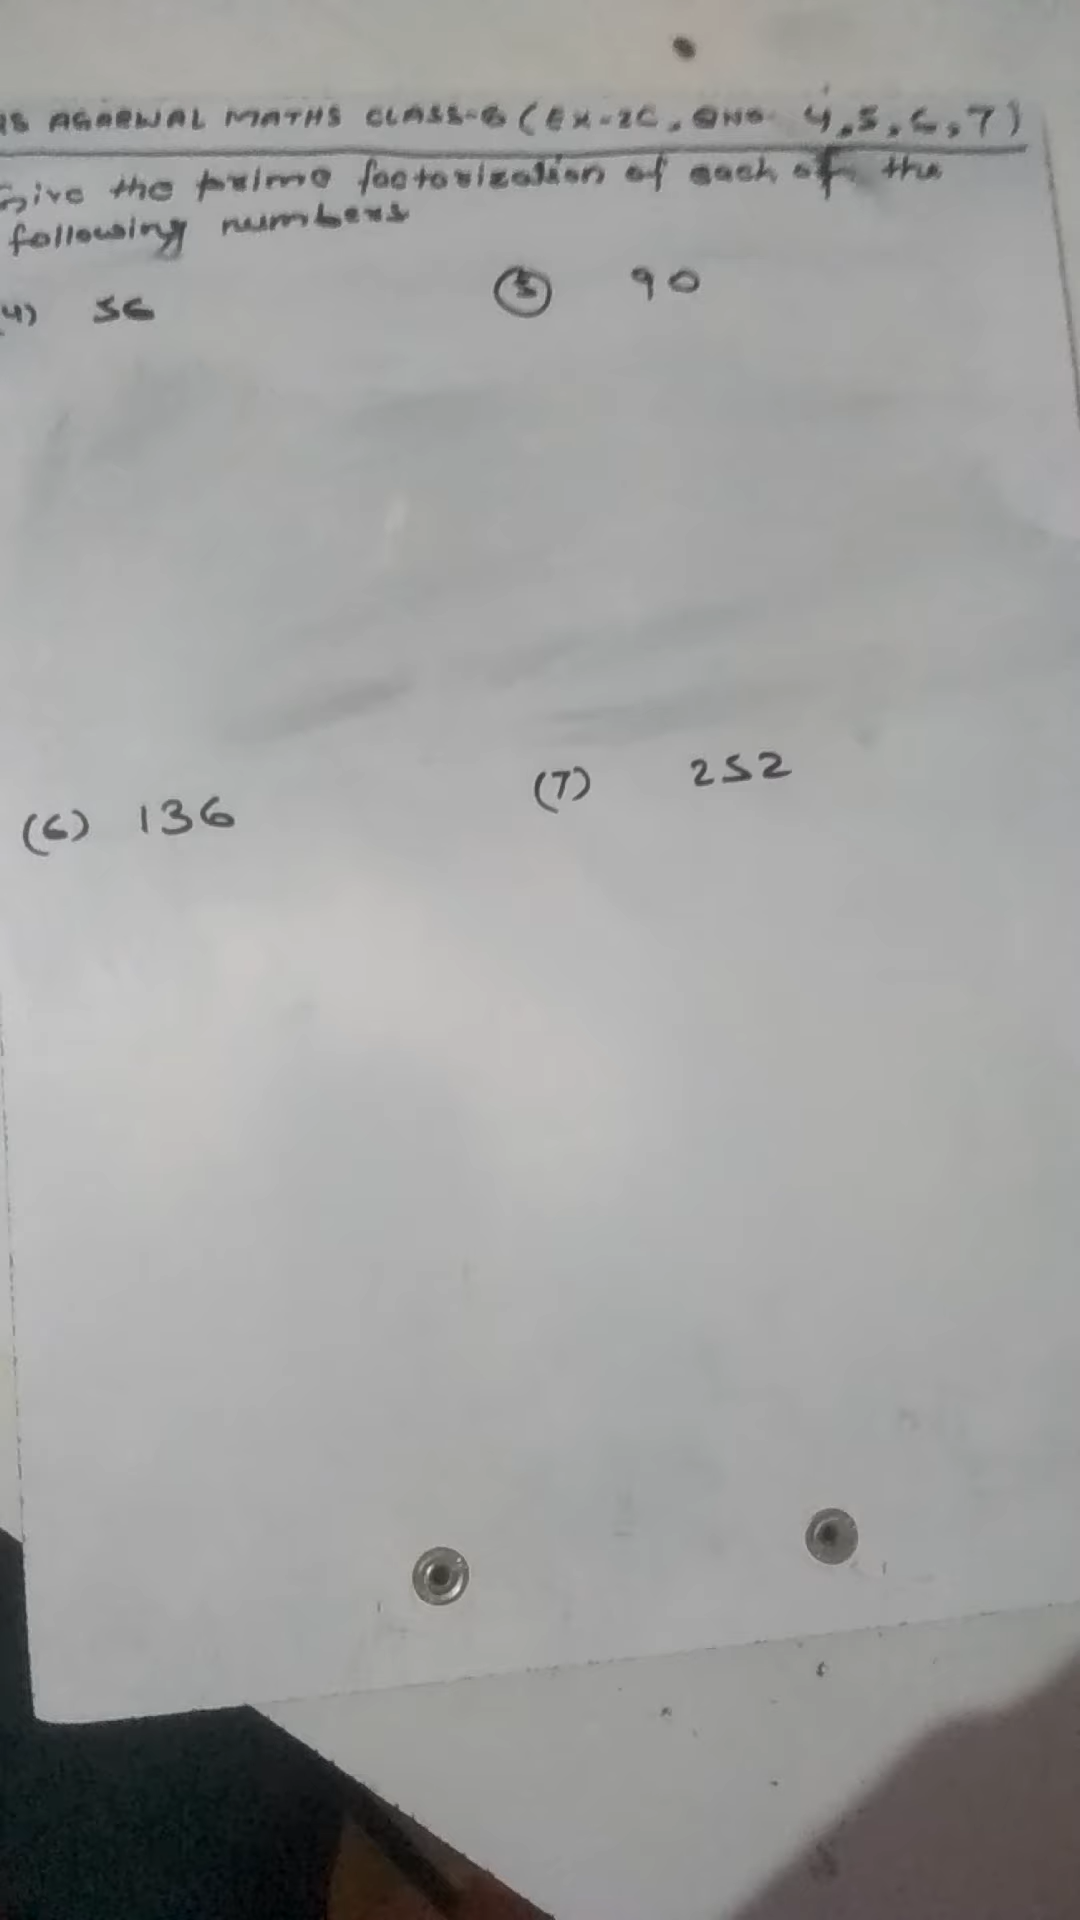 RS AGARWAL MATHS CLASS-6 (EX-2C, QNO. 4,5,6,7)
Give the prime factorization of each of the
following numbers
(4) 56 (5) 90
(6) 136 (7) 252